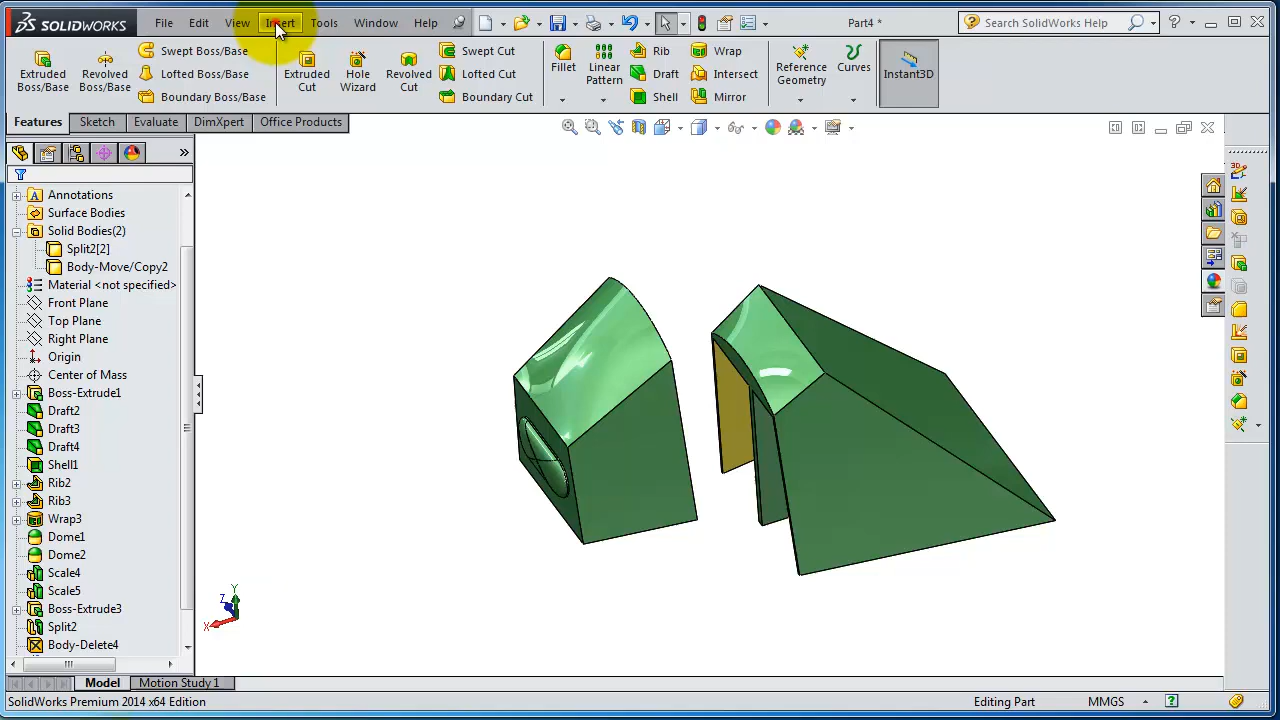 SOLIDWORKS File Edit View Insert Tools Window Help Part4 * Search SolidWorks Help
Extruded Boss/Base
Revolved Boss/Base
Swept Boss/Base
Lofted Boss/Base
Boundary Boss/Base
Extruded Cut
Hole Wizard
Revolved Cut
Swept Cut
Lofted Cut
Boundary Cut
Fillet
Linear Pattern
Rib
Draft
Shell
Wrap
Intersect
Mirror
Reference Geometry
Curves
Instant3D
Features Sketch Evaluate DimXpert Office Products
Annotations
Surface Bodies
Solid Bodies(2)
Split2[2]
Body-Move/Copy2
Material <not specified>
Front Plane
Top Plane
Right Plane
Origin
Center of Mass
Boss-Extrude1
Draft2
Draft3
Draft4
Shell1
Rib2
Rib3
Wrap3
Dome1
Dome2
Scale4
Scale5
Boss-Extrude3
Split2
Body-Delete4
Y
Z
X
Model Motion Study 1
SolidWorks Premium 2014 x64 Edition Editing Part MMGS